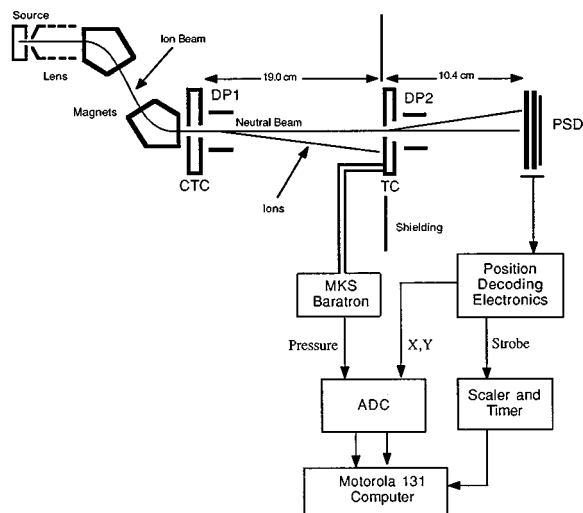 Source
Ion Beam
Lens
19.0 cm
10.4 cm
DP1
DP2
Magnets
Neutral Beam
PSD
CTC
TC
Ions
Shielding
MKS
Baratron
Position
Decoding
Electronics
Pressure
X,Y
Strobe
ADC
Scaler and
Timer
Motorola 131
Computer